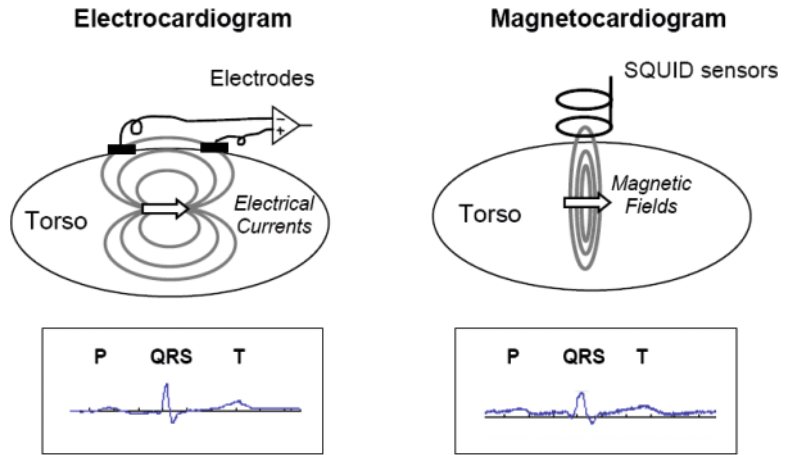 Electrocardiogram
Electrodes
−
+
Torso
Electrical
Currents
P QRS T
Magnetocardiogram
SQUID sensors
Torso
Magnetic
Fields
P QRS T